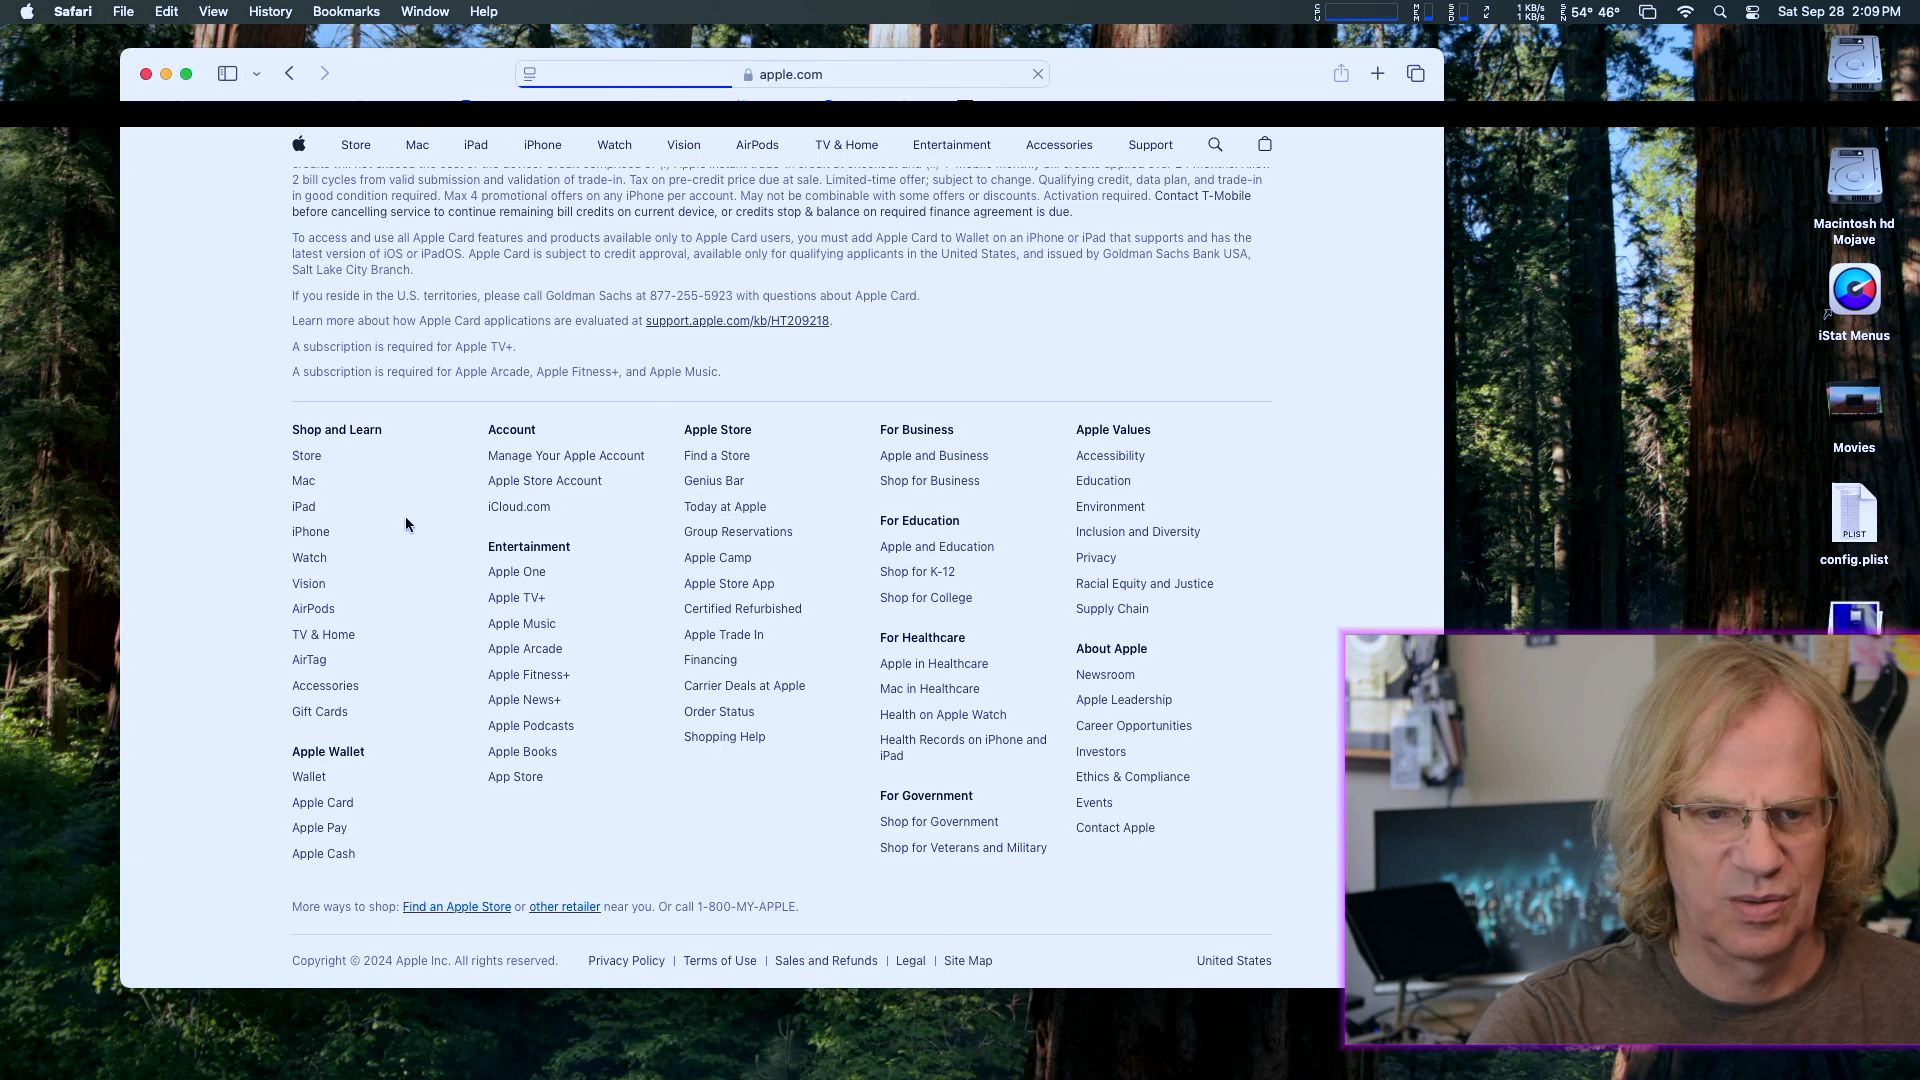 Safari File Edit View History Bookmarks Window Help
1 KB/s
1 KB/s
54° 46°
Sat Sep 28 2:09 PM
apple.com
Store Mac iPad iPhone Watch Vision AirPods TV & Home Entertainment Accessories Support
2 bill cycles from valid submission and validation of trade-in. Tax on pre-credit price due at sale. Limited-time offer; subject to change. Qualifying credit, data plan, and trade-in
in good condition required. Max 4 promotional offers on any iPhone per account. May not be combinable with some offers or discounts. Activation required. Contact T-Mobile
before cancelling service to continue remaining bill credits on current device, or credits stop & balance on required finance agreement is due.
To access and use all Apple Card features and products available only to Apple Card users, you must add Apple Card to Wallet on an iPhone or iPad that supports and has the
latest version of iOS or iPadOS. Apple Card is subject to credit approval, available only for qualifying applicants in the United States, and issued by Goldman Sachs Bank USA,
Salt Lake City Branch.
If you reside in the U.S. territories, please call Goldman Sachs at 877-255-5923 with questions about Apple Card.
Learn more about how Apple Card applications are evaluated at support.apple.com/kb/HT209218.
A subscription is required for Apple TV+.
A subscription is required for Apple Arcade, Apple Fitness+, and Apple Music.
Shop and Learn
Store
Mac
iPad
iPhone
Watch
Vision
AirPods
TV & Home
AirTag
Accessories
Gift Cards
Apple Wallet
Wallet
Apple Card
Apple Pay
Apple Cash
Account
Manage Your Apple Account
Apple Store Account
iCloud.com
Entertainment
Apple One
Apple TV+
Apple Music
Apple Arcade
Apple Fitness+
Apple News+
Apple Podcasts
Apple Books
App Store
Apple Store
Find a Store
Genius Bar
Today at Apple
Group Reservations
Apple Camp
Apple Store App
Certified Refurbished
Apple Trade In
Financing
Carrier Deals at Apple
Order Status
Shopping Help
For Business
Apple and Business
Shop for Business
For Education
Apple and Education
Shop for K-12
Shop for College
For Healthcare
Apple in Healthcare
Mac in Healthcare
Health on Apple Watch
Health Records on iPhone and
iPad
For Government
Shop for Government
Shop for Veterans and Military
Apple Values
Accessibility
Education
Environment
Inclusion and Diversity
Privacy
Racial Equity and Justice
Supply Chain
About Apple
Newsroom
Apple Leadership
Career Opportunities
Investors
Ethics & Compliance
Events
Contact Apple
More ways to shop: Find an Apple Store or other retailer near you. Or call 1-800-MY-APPLE.
Copyright © 2024 Apple Inc. All rights reserved. Privacy Policy | Terms of Use | Sales and Refunds | Legal | Site Map United States
Macintosh hd
Mojave
iStat Menus
Movies
PLIST
config.plist